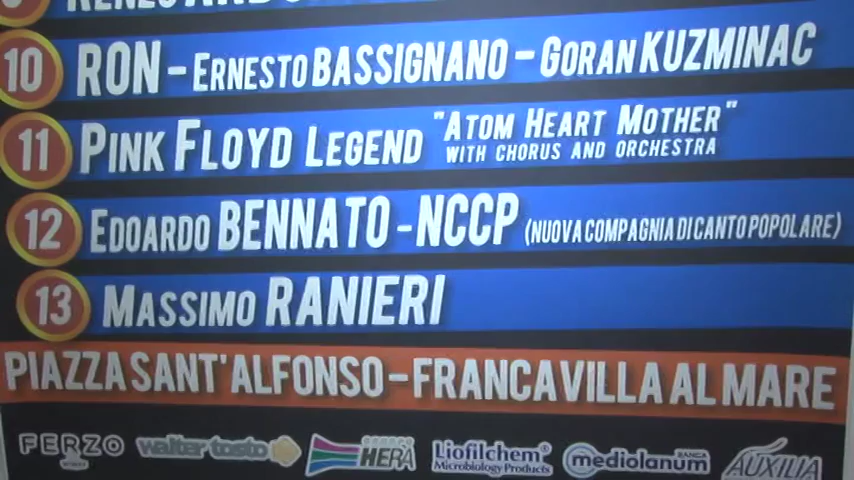 10 RON - ERNESTO BASSIGNANO - GORAN KUZMINAC
11 PINK FLOYD LEGEND "ATOM HEART MOTHER"
WITH CHORUS AND ORCHESTRA
12 EDOARDO BENNATO - NCCP (NUOVA COMPAGNIA DI CANTO POPOLARE)
13 MASSIMO RANIERI
PIAZZA SANT'ALFONSO - FRANCAVILLA AL MARE
FERZO walter tosto HERA Liofilchem® mediolanum BANCA AUXILIA
Microbiology Products